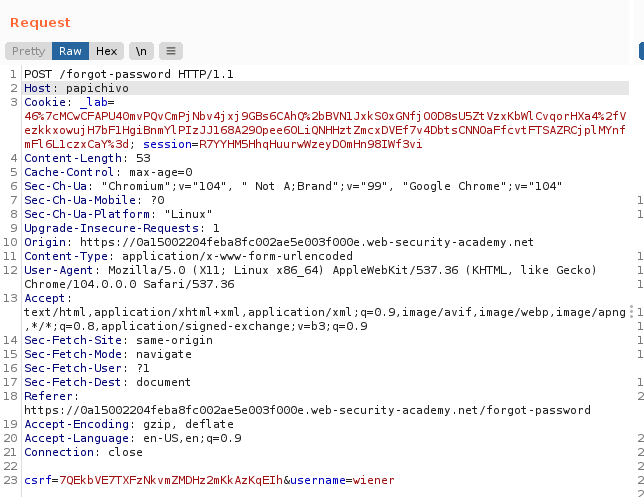 Request
Pretty Raw Hex \n
1 POST /forgot-password HTTP/1.1
2 Host: papichivo
3 Cookie: _lab=
46%7cMCwCFAPU40mvPQvCmPjNbv4jxj9GBs6CAhQ%2bBVN1JxkS0xGNfjO0D8sU5ZtVzxKbWlCvqorHXa4%2fV
ezkkxowujH7bF1HgiBnmYlPIzJJ168A29Opee6OLiQNHHztZmcxDVEf7v4DbtsCNNOaFfcvtFTSAZRCjplMYnf
mFl6L1czxCaY%3d; session=R7YYHM5HhqHuurwWzeyDOmHn98IWf3vi
4 Content-Length: 53
5 Cache-Control: max-age=0
6 Sec-Ch-Ua: "Chromium";v="104", " Not A;Brand";v="99", "Google Chrome";v="104"
7 Sec-Ch-Ua-Mobile: ?0
8 Sec-Ch-Ua-Platform: "Linux"
9 Upgrade-Insecure-Requests: 1
10 Origin: https://0a15002204feba8fc002ae5e003f000e.web-security-academy.net
11 Content-Type: application/x-www-form-urlencoded
12 User-Agent: Mozilla/5.0 (X11; Linux x86_64) AppleWebKit/537.36 (KHTML, like Gecko)
Chrome/104.0.0.0 Safari/537.36
13 Accept:
text/html,application/xhtml+xml,application/xml;q=0.9,image/avif,image/webp,image/apng
,*/*;q=0.8,application/signed-exchange;v=b3;q=0.9
14 Sec-Fetch-Site: same-origin
15 Sec-Fetch-Mode: navigate
16 Sec-Fetch-User: ?1
17 Sec-Fetch-Dest: document
18 Referer:
https://0a15002204feba8fc002ae5e003f000e.web-security-academy.net/forgot-password
19 Accept-Encoding: gzip, deflate
20 Accept-Language: en-US,en;q=0.9
21 Connection: close
22
23 csrf=7QEkbVE7TXFzNkvmZMDHz2mKkAzKqEIh&username=wiener